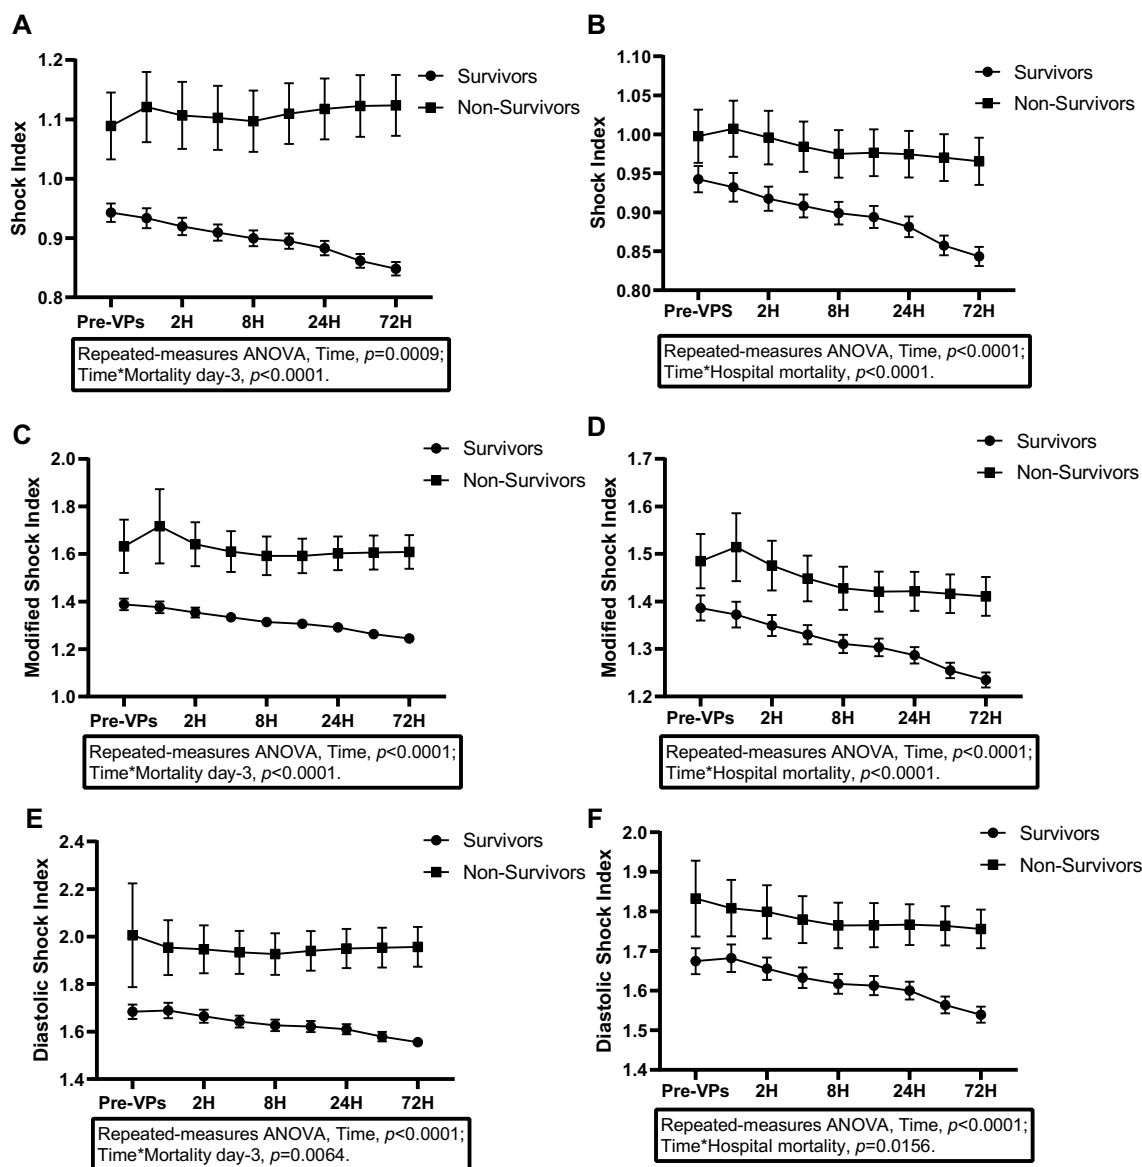 A
1.2
1.1
1.0
0.9
0.8
Shock Index
Survivors
Non-Survivors
Pre-VPs 2H 8H 24H 72H
Repeated-measures ANOVA, Time, p=0.0009;
Time*Mortality day-3, p<0.0001.
B
1.10
1.05
1.00
0.95
0.90
0.85
0.80
Shock Index
Survivors
Non-Survivors
Pre-VPS 2H 8H 24H 72H
Repeated-measures ANOVA, Time, p<0.0001;
Time*Hospital mortality, p<0.0001.
C
2.0
1.8
1.6
1.4
1.2
1.0
Modified Shock Index
Survivors
Non-Survivors
Pre-VPs 2H 8H 24H 72H
Repeated-measures ANOVA, Time, p<0.0001;
Time*Mortality day-3, p<0.0001.
D
1.7
1.6
1.5
1.4
1.3
1.2
Modified Shock Index
Survivors
Non-Survivors
Pre-VPs 2H 8H 24H 72H
Repeated-measures ANOVA, Time, p<0.0001;
Time*Hospital mortality, p<0.0001.
E
2.4
2.2
2.0
1.8
1.6
1.4
Diastolic Shock Index
Survivors
Non-Survivors
Pre-VPs 2H 8H 24H 72H
Repeated-measures ANOVA, Time, p<0.0001;
Time*Mortality day-3, p=0.0064.
F
2.0
1.9
1.8
1.7
1.6
1.5
1.4
Diastolic Shock Index
Survivors
Non-Survivors
Pre-VPs 2H 8H 24H 72H
Repeated-measures ANOVA, Time, p<0.0001;
Time*Hospital mortality, p=0.0156.